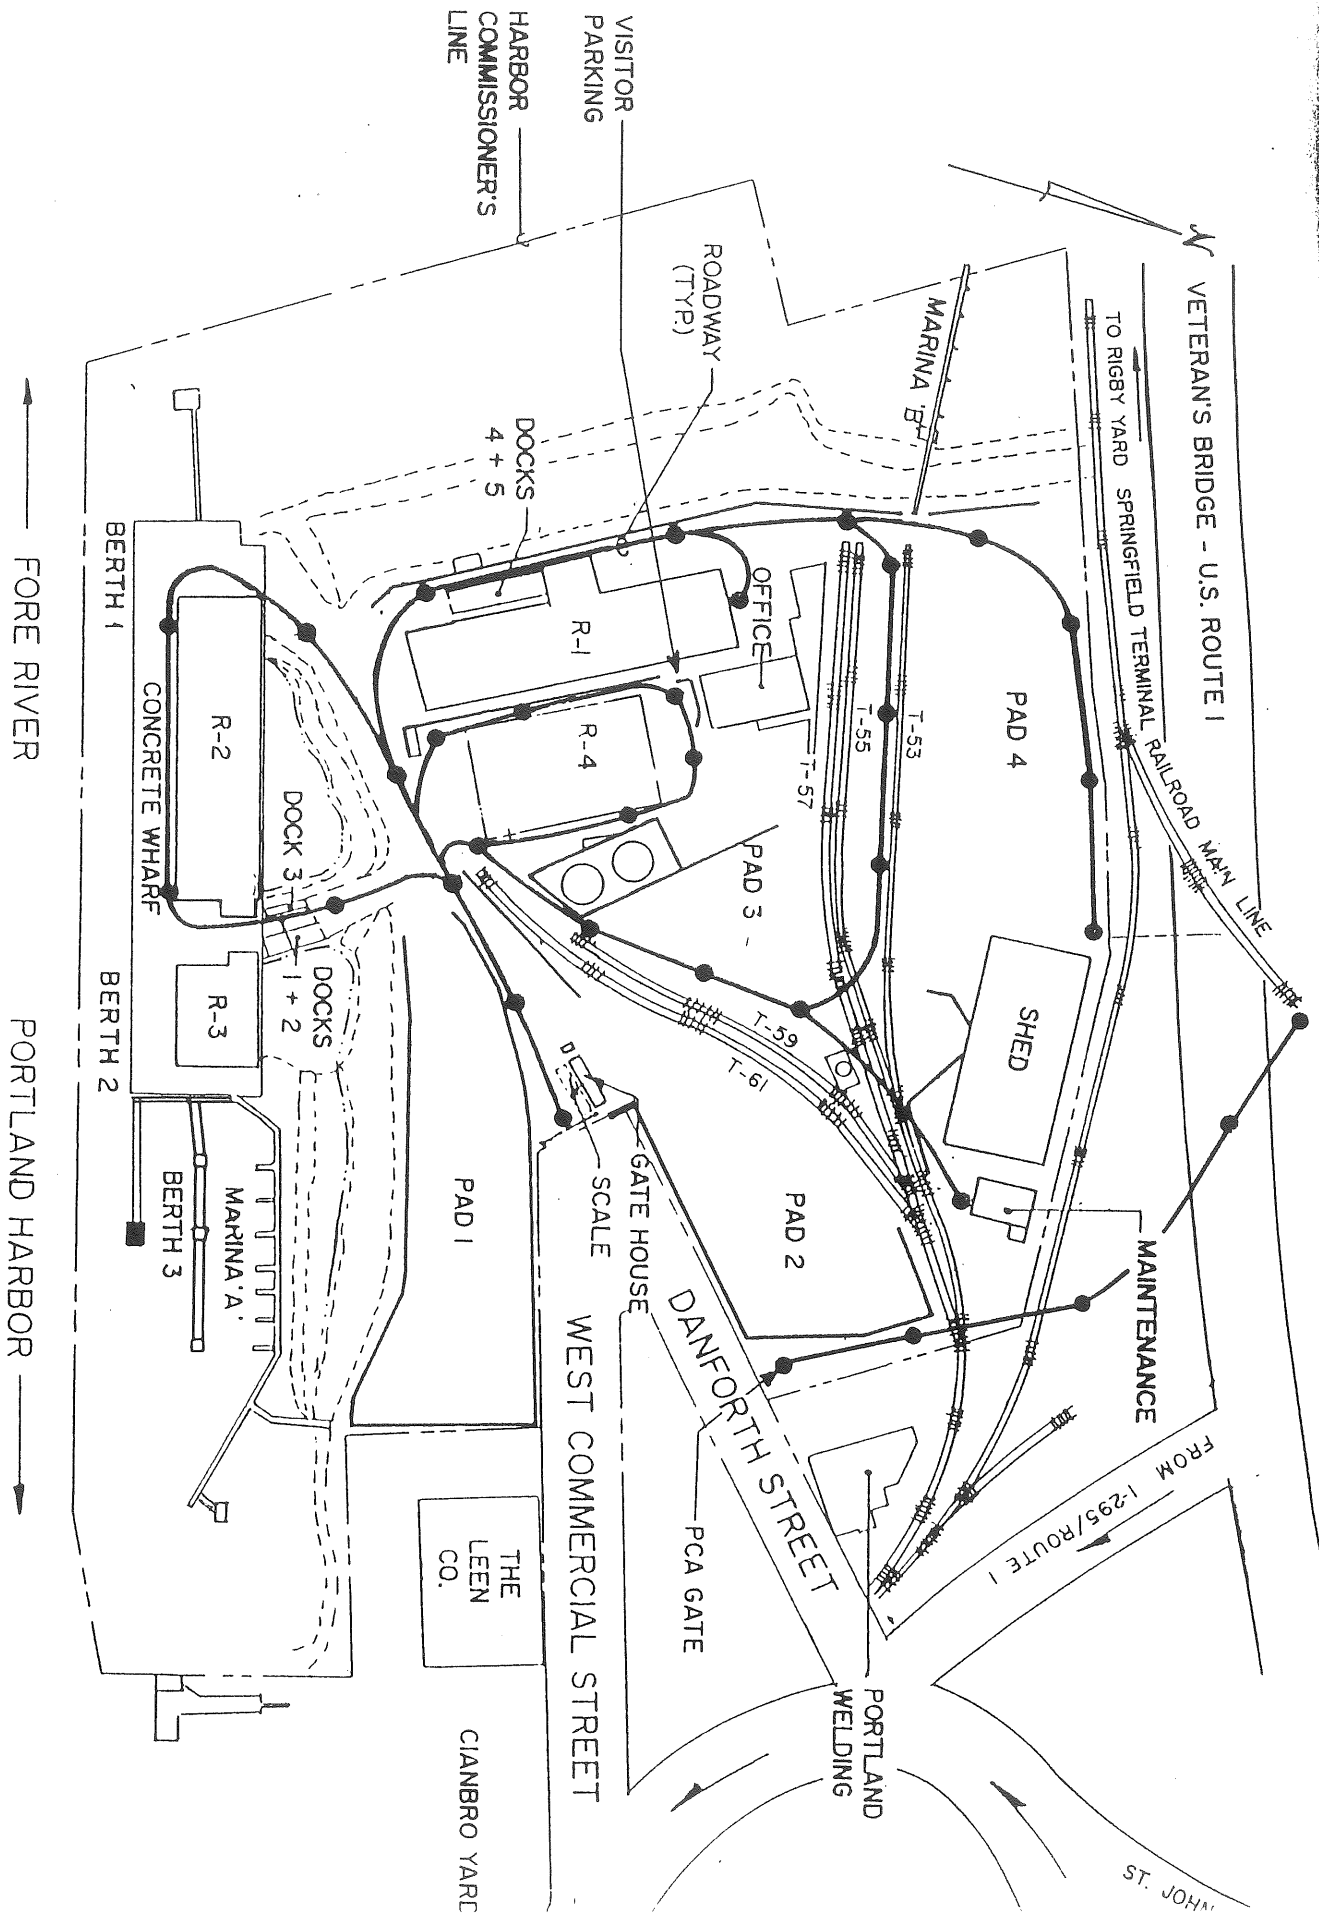 VETERAN'S BRIDGE - U.S. ROUTE 1
TO RIGBY YARD
SPRINGFIELD TERMINAL RAILROAD MAIN LINE
N
MARINA 'B'
VISITOR
PARKING
HARBOR
COMMISSIONER'S
LINE
ROADWAY
(TYP.)
DOCKS
4 + 5
OFFICE
R-1
R-4
PAD 4
T-53
T-55
T-57
PAD 3
SHED
T-59
T-61
MAINTENANCE
FROM I-295/ROUTE 1
ST. JOHN
PAD 2
GATE HOUSE
SCALE
DANFORTH STREET
PCA GATE
PORTLAND
WELDING
WEST COMMERCIAL STREET
PAD 1
THE
LEEN
CO.
CIANBRO YARD
R-2
DOCK 3
DOCKS
1 + 2
R-3
CONCRETE WHARF
BERTH 1
BERTH 2
BERTH 3
MARINA 'A'
FORE RIVER
PORTLAND HARBOR